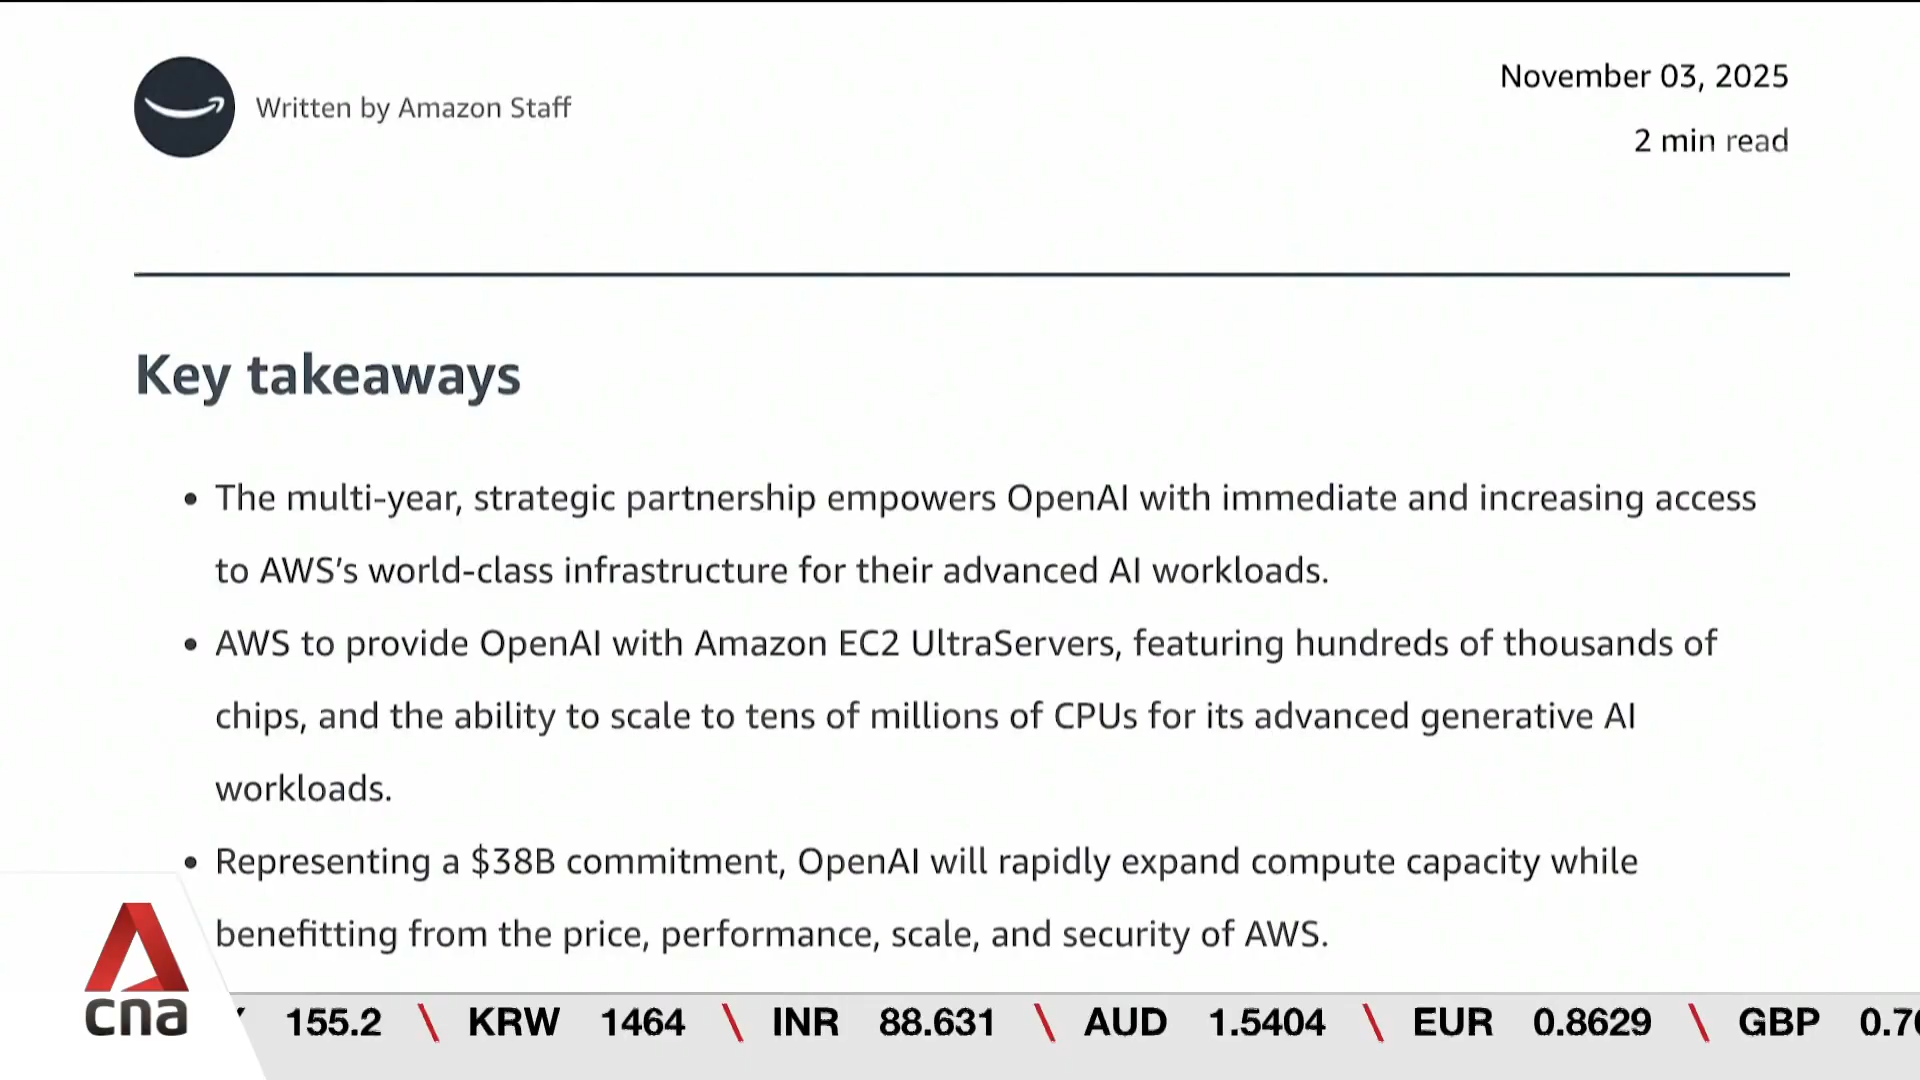 Written by Amazon Staff
November 03, 2025
2 min read
Key takeaways
• The multi-year, strategic partnership empowers OpenAI with immediate and increasing access
to AWS’s world-class infrastructure for their advanced AI workloads.
• AWS to provide OpenAI with Amazon EC2 UltraServers, featuring hundreds of thousands of
chips, and the ability to scale to tens of millions of CPUs for its advanced generative AI
workloads.
• Representing a $38B commitment, OpenAI will rapidly expand compute capacity while
benefitting from the price, performance, scale, and security of AWS.
cna
155.2 \ KRW 1464 \ INR 88.631 \ AUD 1.5404 \ EUR 0.8629 \ GBP